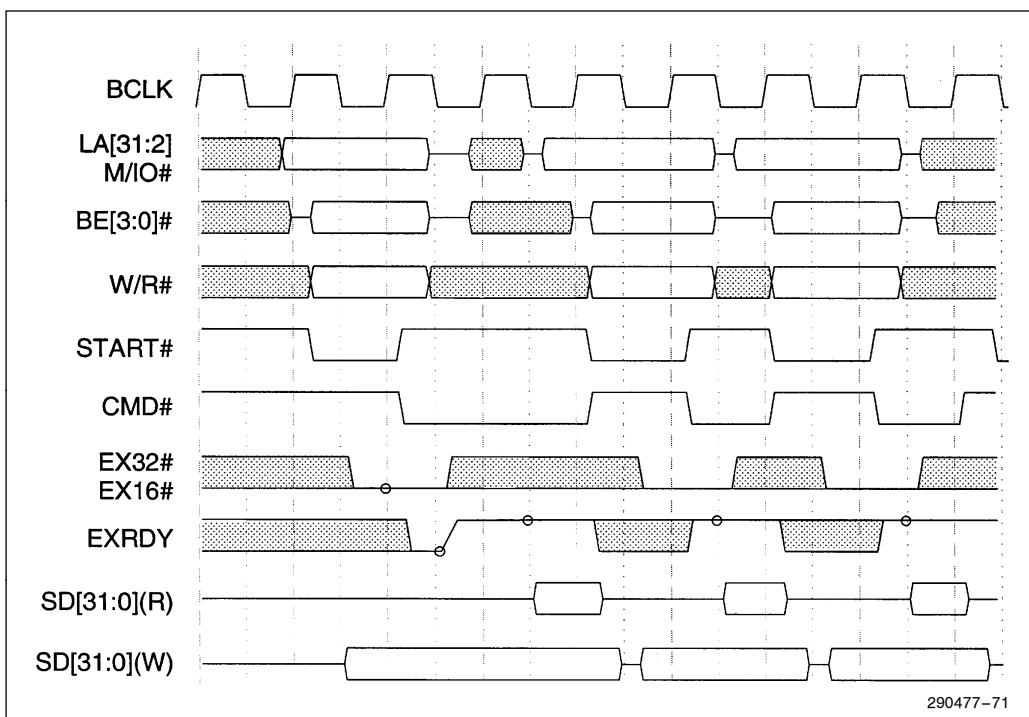 BCLK
LA[31:2]
M/IO#
BE[3:0]#
W/R#
START#
CMD#
EX32#
EX16#
EXRDY
SD[31:0](R)
SD[31:0](W)
290477–71